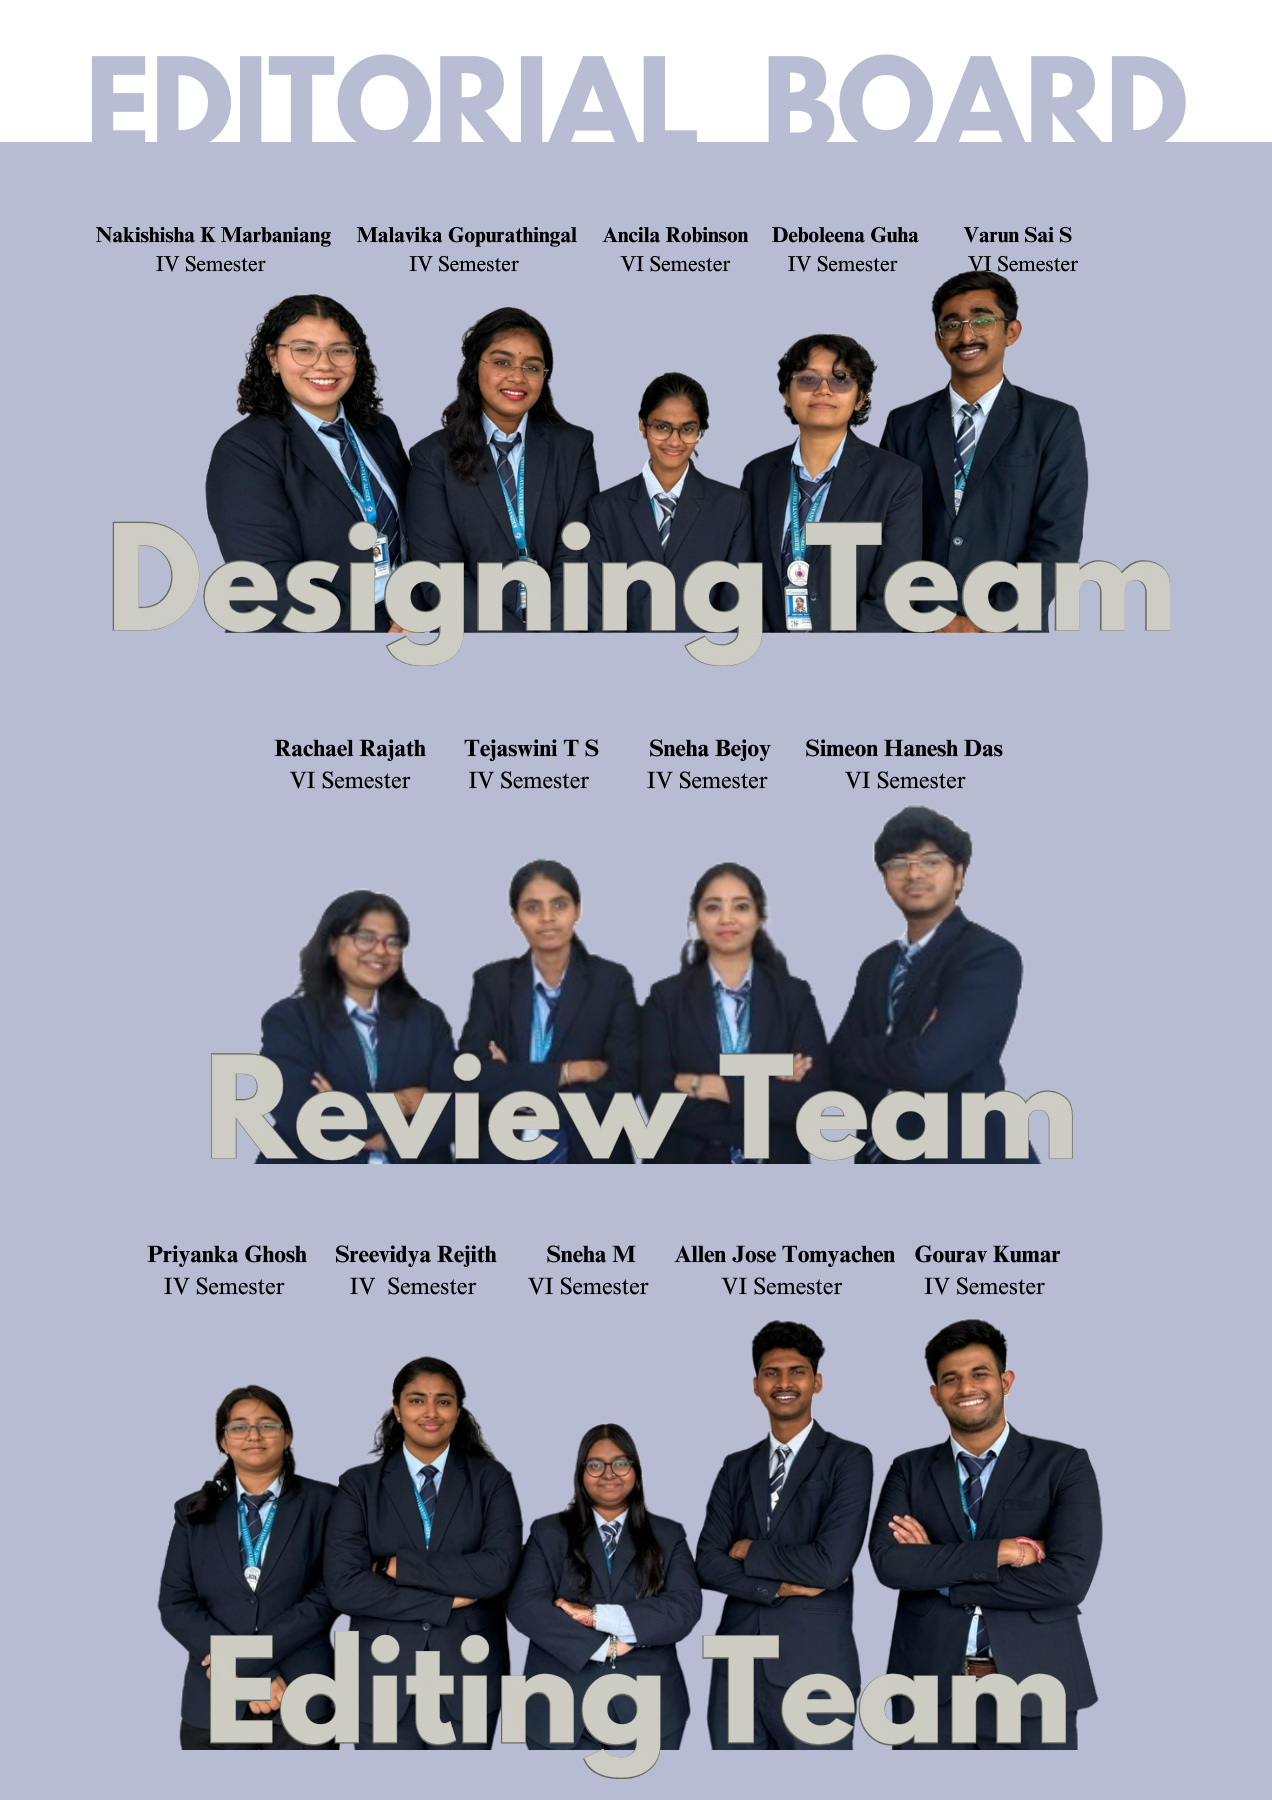 EDITORIAL BOARD
Nakishisha K Marbaniang Malavika Gopurathingal Ancila Robinson Deboleena Guha Varun Sai S
IV Semester IV Semester VI Semester IV Semester VI Semester
Designing Team
Rachael Rajath Tejaswini T S Sneha Bejoy Simeon Hanesh Das
VI Semester IV Semester IV Semester VI Semester
Review Team
Priyanka Ghosh Sreevidya Rejith Sneha M Allen Jose Tomyachen Gourav Kumar
IV Semester IV Semester VI Semester VI Semester IV Semester
Editing Team